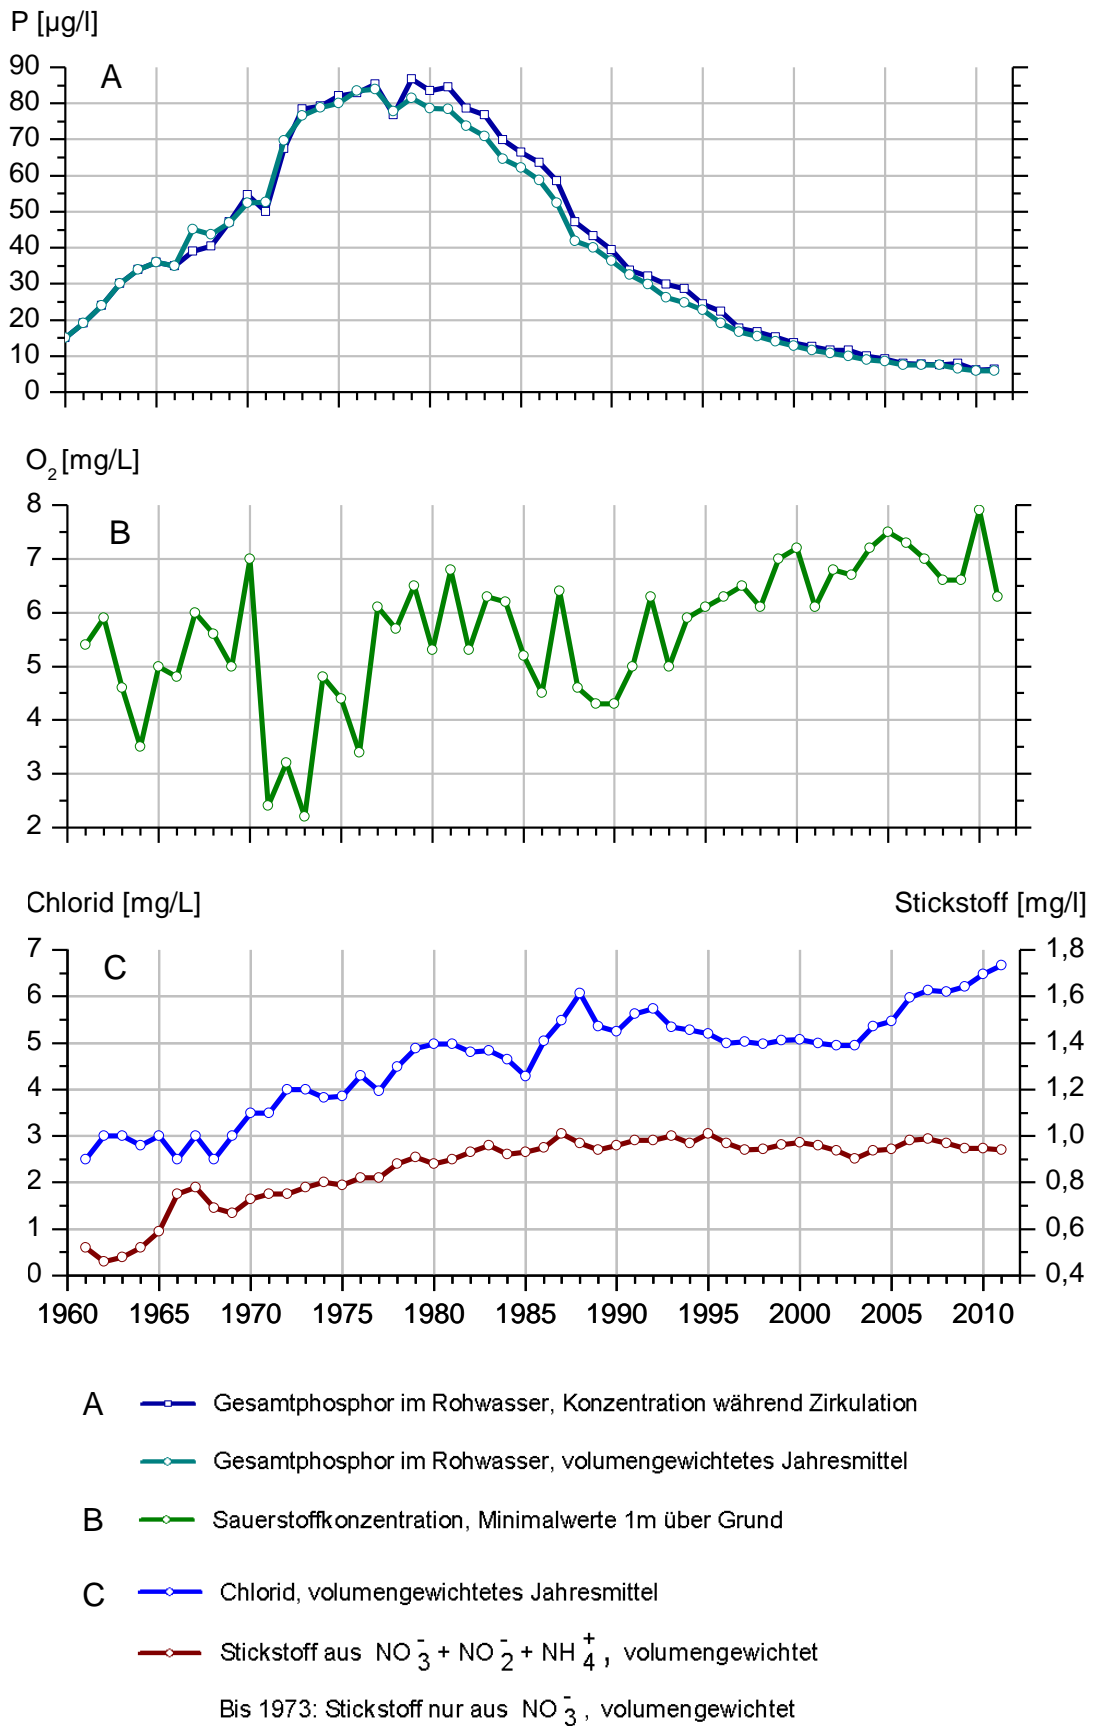 P [µg/l]
A
90
80
70
60
50
40
30
20
10
0
O2 [mg/L]
B
8
7
6
5
4
3
2
Chlorid [mg/L] Stickstoff [mg/l]
C
7 1,8
6 1,6
5 1,4
4 1,2
3 1,0
2 0,8
1 0,6
0 0,4
1960 1965 1970 1975 1980 1985 1990 1995 2000 2005 2010
A Gesamtphosphor im Rohwasser, Konzentration während Zirkulation
Gesamtphosphor im Rohwasser, volumengewichtetes Jahresmittel
B Sauerstoffkonzentration, Minimalwerte 1m über Grund
C Chlorid, volumengewichtetes Jahresmittel
Stickstoff aus NO3- + NO2- + NH4+, volumengewichtet
Bis 1973: Stickstoff nur aus NO3-, volumengewichtet